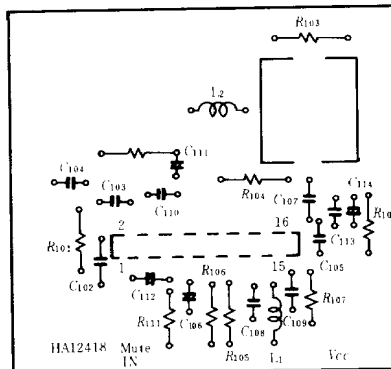 R103
L2
C111
C104
C103
C110
R104
C107
C114
C113
R10
2
16
R101
C102
1
15
C105
C112
R106
C106
R111
R105
C108
C109
R107
HA12418 Mute L1 Vcc
IN